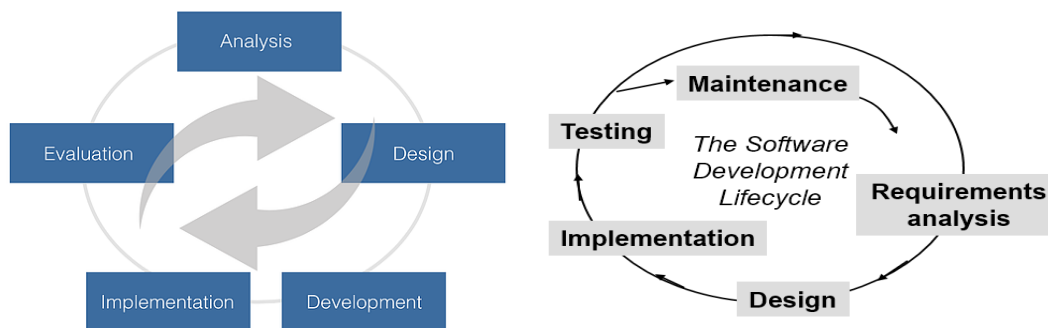 Analysis
Evaluation
Design
Implementation
Development
Maintenance
Testing
The Software
Development
Lifecycle
Requirements
analysis
Implementation
Design